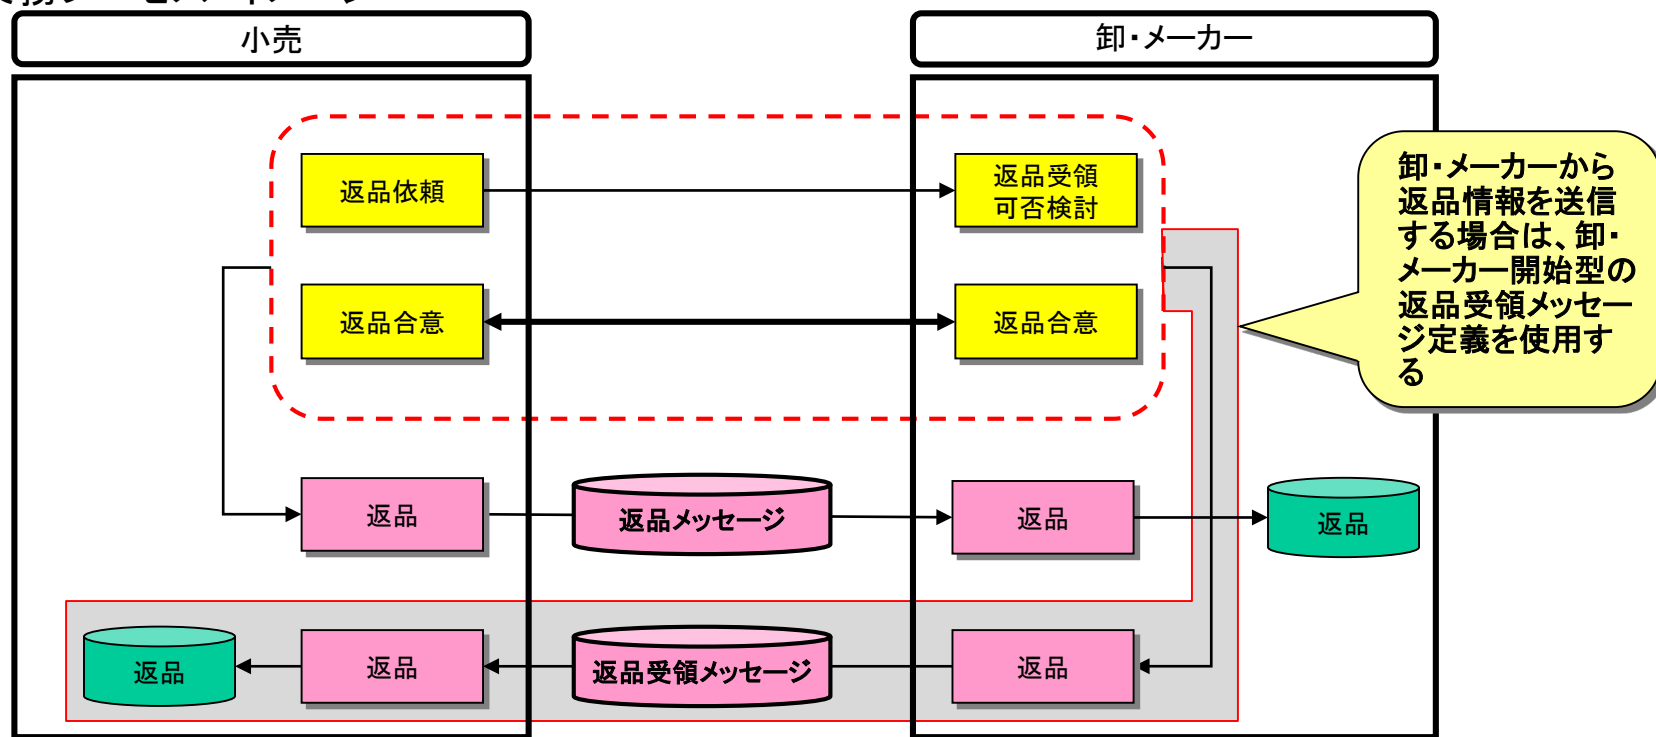 小売
卸・メーカー
返品依頼
返品受領
可否検討
卸・メーカーから
返品情報を送信
する場合は、卸・
メーカー開始型の
返品受領メッセー
ジ定義を使用す
る
返品合意
返品合意
返品
返品メッセージ
返品
返品
返品
返品
返品受領メッセージ
返品